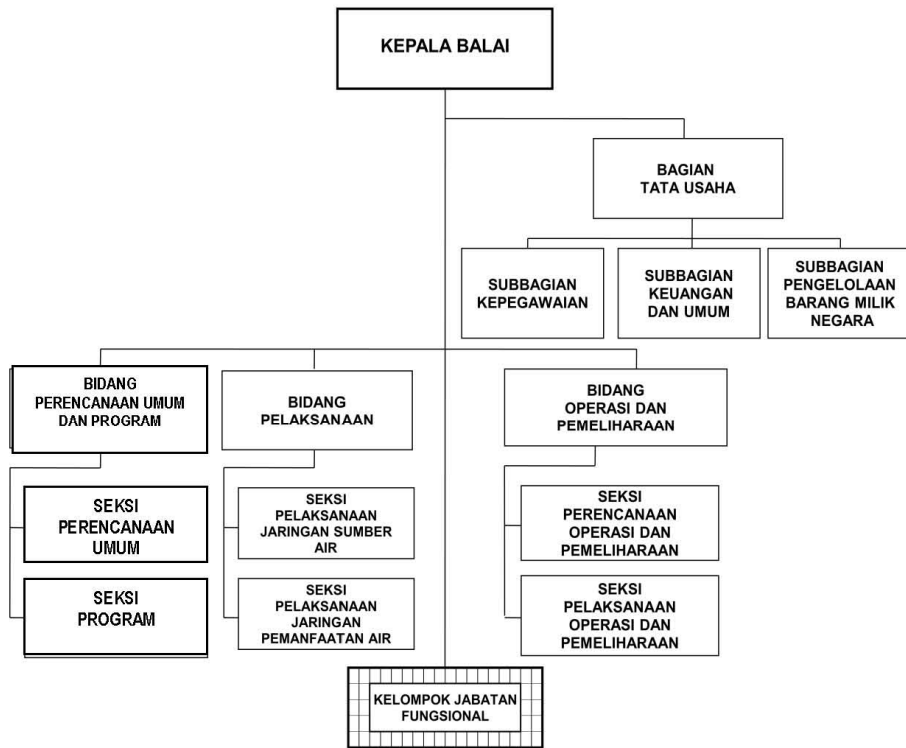 KEPALA BALAI
BAGIAN
TATA USAHA
SUBBAGIAN
KEPEGAWAIAN
SUBBAGIAN
KEUANGAN
DAN UMUM
SUBBAGIAN
PENGELOLAAN
BARANG MILIK
NEGARA
BIDANG
PERENCANAAN UMUM
DAN PROGRAM
BIDANG
PELAKSANAAN
BIDANG
OPERASI DAN
PEMELIHARAAN
SEKSI
PERENCANAAN
UMUM
SEKSI
PELAKSANAAN
JARINGAN SUMBER
AIR
SEKSI
PERENCANAAN
OPERASI DAN
PEMELIHARAAN
SEKSI
PROGRAM
SEKSI
PELAKSANAAN
JARINGAN
PEMANFAATAN AIR
SEKSI
PELAKSANAAN
OPERASI DAN
PEMELIHARAAN
KELOMPOK JABATAN
FUNGSIONAL